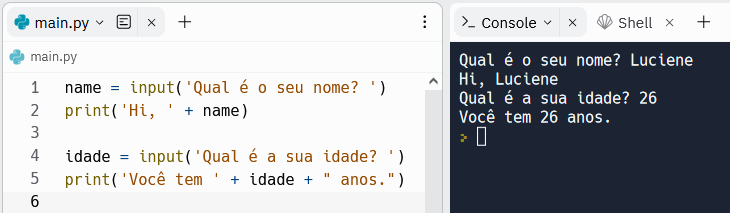 main.py
main.py
1 name = input('Qual é o seu nome? ')
2 print('Hi, ' + name)
3
4 idade = input('Qual é a sua idade? ')
5 print('Você tem ' + idade + " anos.")
6
Console Shell
Qual é o seu nome? Luciene
Hi, Luciene
Qual é a sua idade? 26
Você tem 26 anos.
>